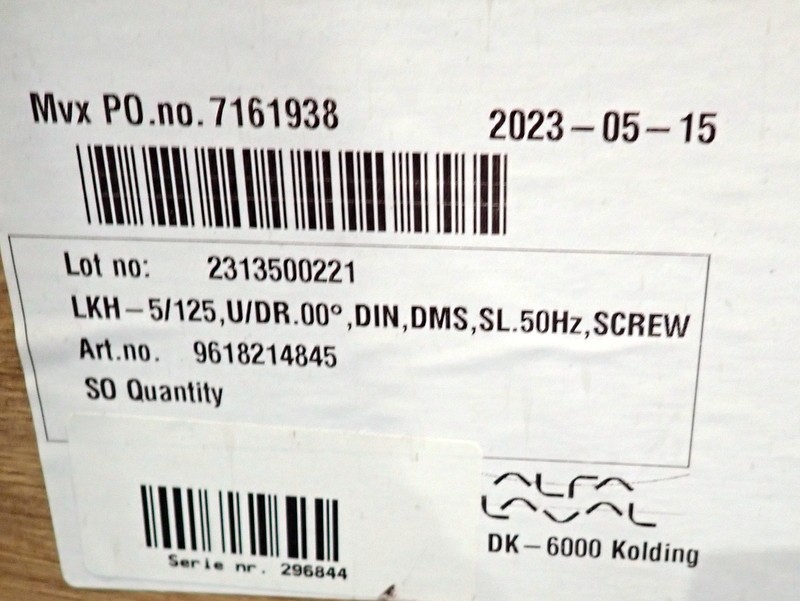 Mvx PO.no. 7161938 2023-05-15
Lot no: 2313500221
LKH-5/125,U/DR.00°,DIN,DMS,SL.50Hz,SCREW
Art.no. 9618214845
SO Quantity
ALFA
LAVAL
DK-6000 Kolding
Serie nr. 296844